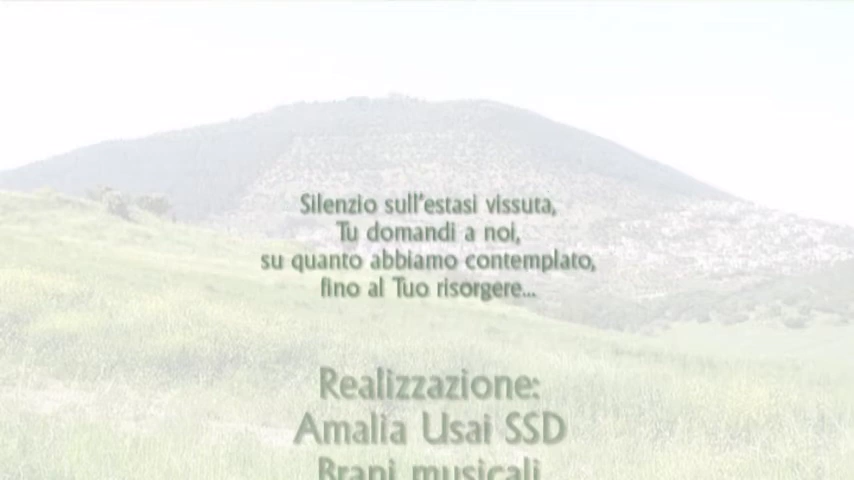 Silenzio sull'estasi vissuta,
Tu domandi a noi,
su quanto abbiamo contemplato,
fino al Tuo risorgere...
Realizzazione:
Amalia Usai SSD
Brani musicali